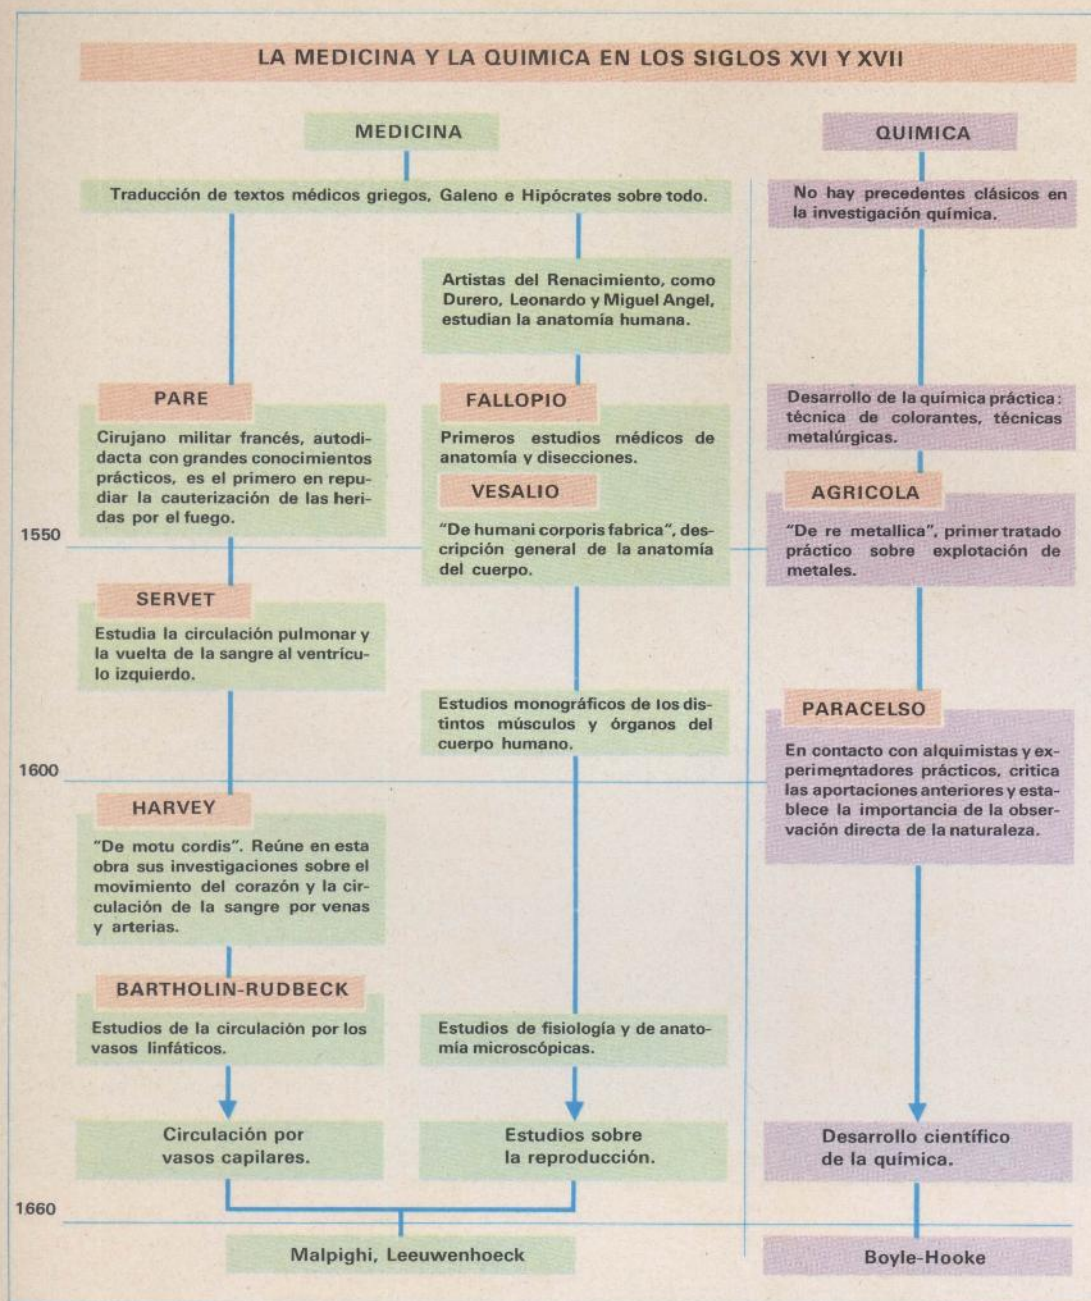 LA MEDICINA Y LA QUIMICA EN LOS SIGLOS XVI Y XVII
MEDICINA
Traducción de textos médicos griegos, Galeno e Hipócrates sobre todo.
Artistas del Renacimiento, como
Durero, Leonardo y Miguel Angel,
estudian la anatomía humana.
PARE
Cirujano militar francés, autodi-
dacta con grandes conocimientos
prácticos, es el primero en repu-
diar la cauterización de las heri-
das por el fuego.
FALLOPIO
Primeros estudios médicos de
anatomía y disecciones.
VESALIO
"De humani corporis fabrica", des-
cripción general de la anatomía
del cuerpo.
1550
SERVET
Estudia la circulación pulmonar y
la vuelta de la sangre al ventrícu-
lo izquierdo.
Estudios monográficos de los dis-
tintos músculos y órganos del
cuerpo humano.
1600
HARVEY
"De motu cordis". Reúne en esta
obra sus investigaciones sobre el
movimiento del corazón y la cir-
culación de la sangre por venas
y arterias.
BARTHOLIN-RUDBECK
Estudios de la circulación por los
vasos linfáticos.
Estudios de fisiología y de anato-
mía microscópicas.
Circulación por
vasos capilares.
Estudios sobre
la reproducción.
1660
Malpighi, Leeuwenhoeck
QUIMICA
No hay precedentes clásicos en
la investigación química.
Desarrollo de la química práctica:
técnica de colorantes, técnicas
metalúrgicas.
AGRICOLA
"De re metallica", primer tratado
práctico sobre explotación de
metales.
PARACELSO
En contacto con alquimistas y ex-
perimentadores prácticos, critica
las aportaciones anteriores y esta-
blece la importancia de la obser-
vación directa de la naturaleza.
Desarrollo científico
de la química.
Boyle-Hooke